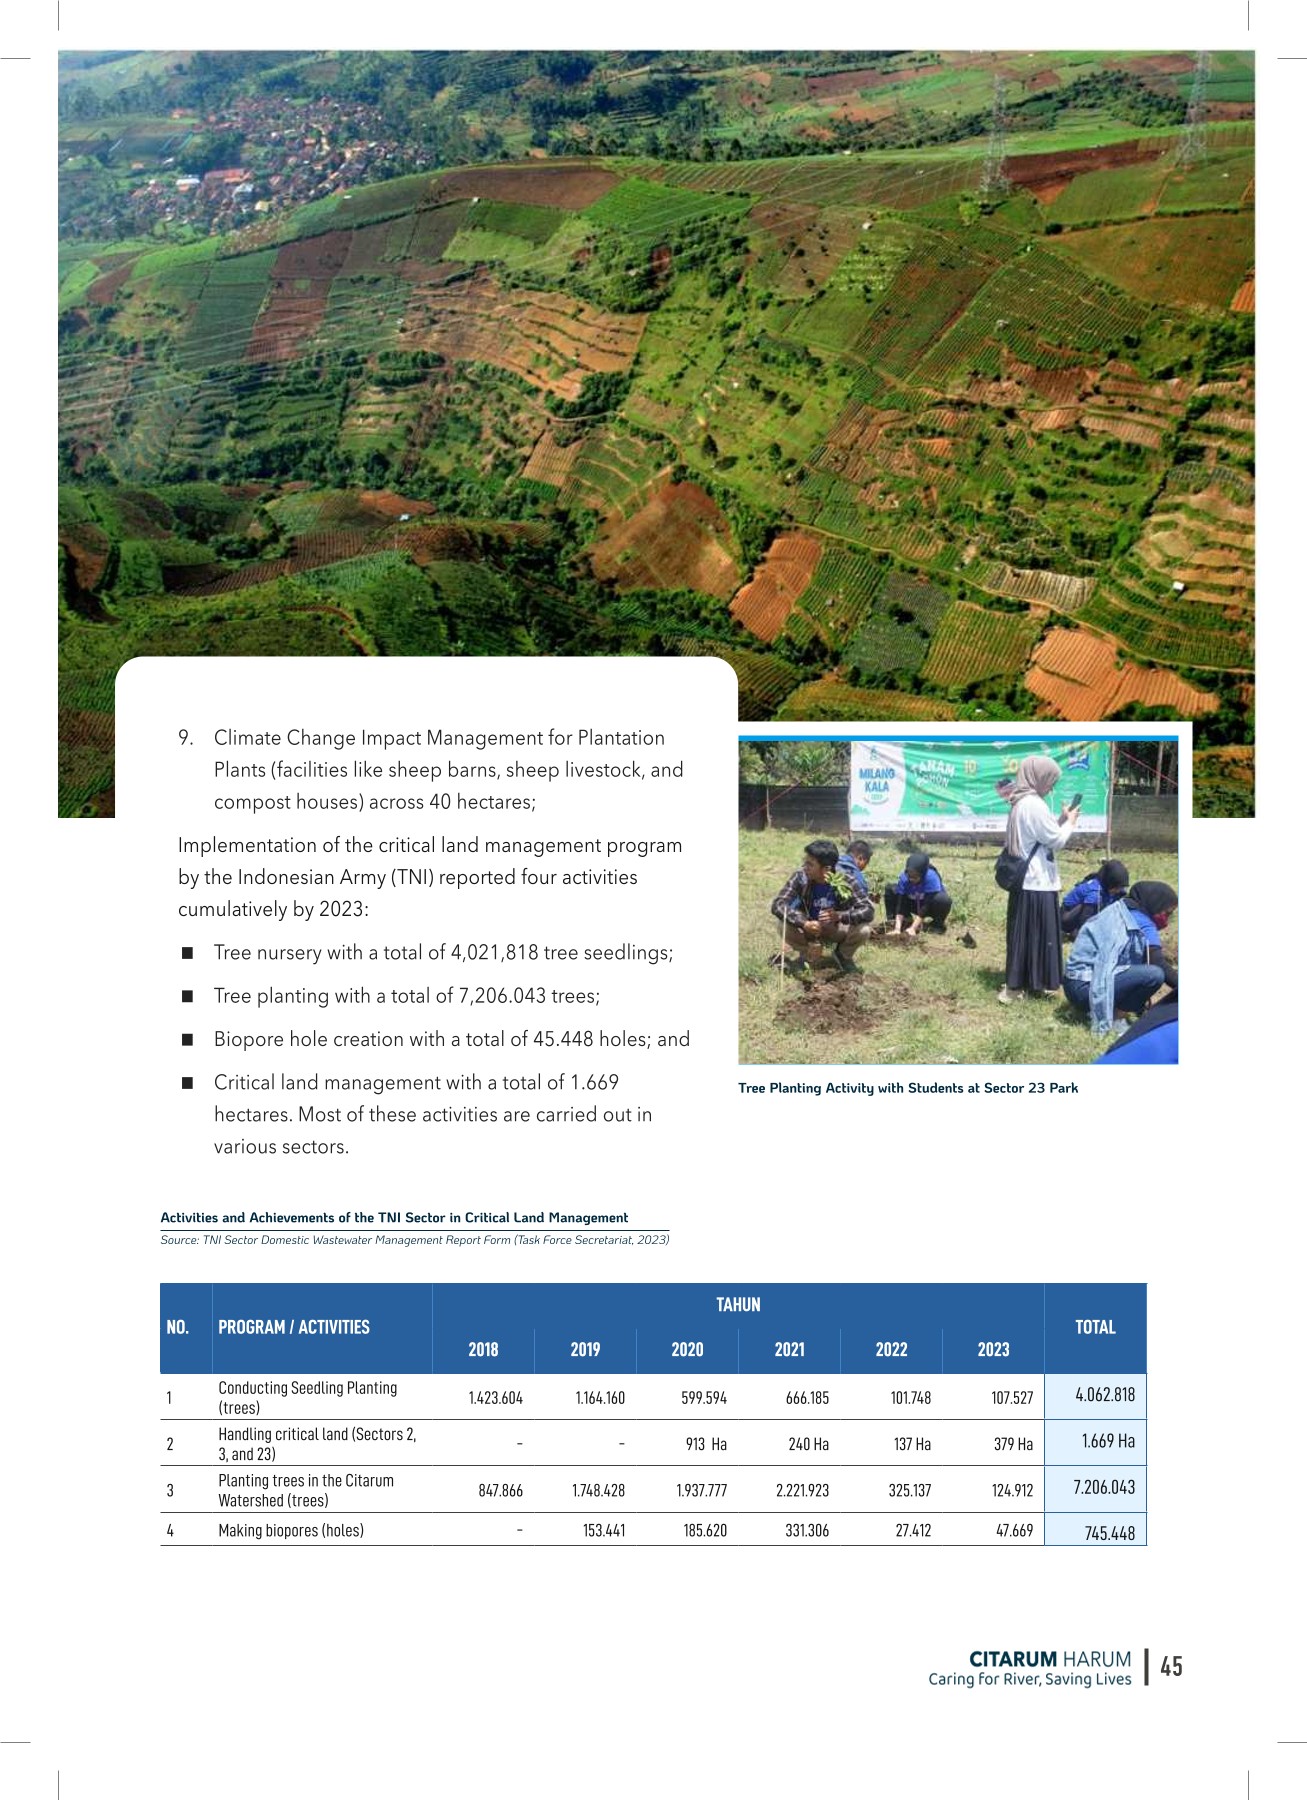 9. Climate Change Impact Management for Plantation
Plants (facilities like sheep barns, sheep livestock, and
compost houses) across 40 hectares;
Implementation of the critical land management program
by the Indonesian Army (TNI) reported four activities
cumulatively by 2023:
■ Tree nursery with a total of 4,021,818 tree seedlings;
■ Tree planting with a total of 7,206.043 trees;
■ Biopore hole creation with a total of 45.448 holes; and
■ Critical land management with a total of 1.669
hectares. Most of these activities are carried out in
various sectors.
MILANG
KALA
TANAM
POHON
10
Tree Planting Activity with Students at Sector 23 Park
Activities and Achievements of the TNI Sector in Critical Land Management
Source: TNI Sector Domestic Wastewater Management Report Form (Task Force Secretariat, 2023)
NO. PROGRAM / ACTIVITIES TAHUN TOTAL
2018 2019 2020 2021 2022 2023
1 Conducting Seedling Planting (trees) 1.423.604 1.164.160 599.594 666.185 101.748 107.527 4.062.818
2 Handling critical land (Sectors 2, 3, and 23) – – 913 Ha 240 Ha 137 Ha 379 Ha 1.669 Ha
3 Planting trees in the Citarum Watershed (trees) 847.866 1.748.428 1.937.777 2.221.923 325.137 124.912 7.206.043
4 Making biopores (holes) – 153.441 185.620 331.306 27.412 47.669 745.448
CITARUM HARUM
Caring for River, Saving Lives
45